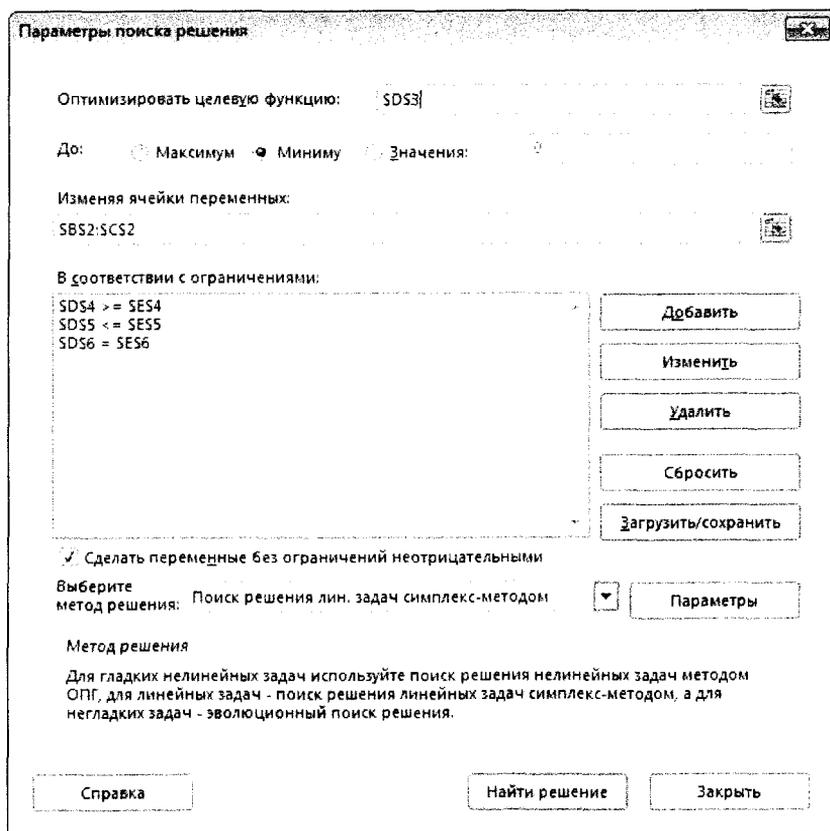 Параметры поиска решения
Оптимизировать целевую функцию: SDS3
До: Максимум Миниму Значения: 0
Изменяя ячейки переменных:
SBS2:SCS2
В соответствии с ограничениями:
SDS4 >= SES4
SDS5 <= SES5
SDS6 = SES6
Добавить
Изменить
Удалить
Сбросить
Загрузить/сохранить
✓ Сделать переменные без ограничений неотрицательными
Выберите
метод решения: Поиск решения лин. задач симплекс-методом
Параметры
Метод решения
Для гладких нелинейных задач используйте поиск решения нелинейных задач методом
ОПГ, для линейных задач - поиск решения линейных задач симплекс-методом, а для
негладких задач - эволюционный поиск решения.
Справка
Найти решение
Закрыть